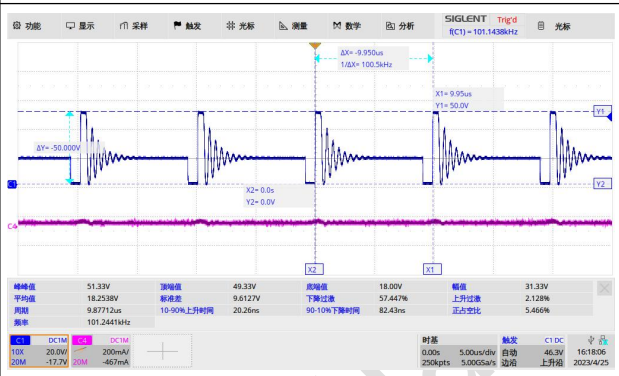 功能 显示 采样 触发 光标 测量 数学 分析 SIGLENT Trig'd 光标
f(C1) = 101.1438kHz
ΔX= -9.950us
1/ΔX= 100.5kHz
X1= 9.95us
Y1= 50.0V
Y1
ΔY= -50.000V
C1
X2= 0.0s
Y2= 0.0V
Y2
C4
X2 X1
峰峰值 51.33V 顶端值 49.33V 底端值 18.00V 幅值 31.33V
平均值 18.2538V 标准差 9.6127V 下降过激 57.447% 上升过激 2.128%
周期 9.87712us 10-90%上升时间 20.26ns 90-10%下降时间 82.43ns 正占空比 5.466%
频率 101.2441kHz
C1 DC1M C4 DC1M 时基 触发 C1 DC
10X 20.0V/ 200mA/ 0.00s 5.00us/div 自动 46.3V 16:18:06
20M -17.7V 20M -467mA 250kpts 5.00GSa/s 边沿 上升沿 2023/4/25